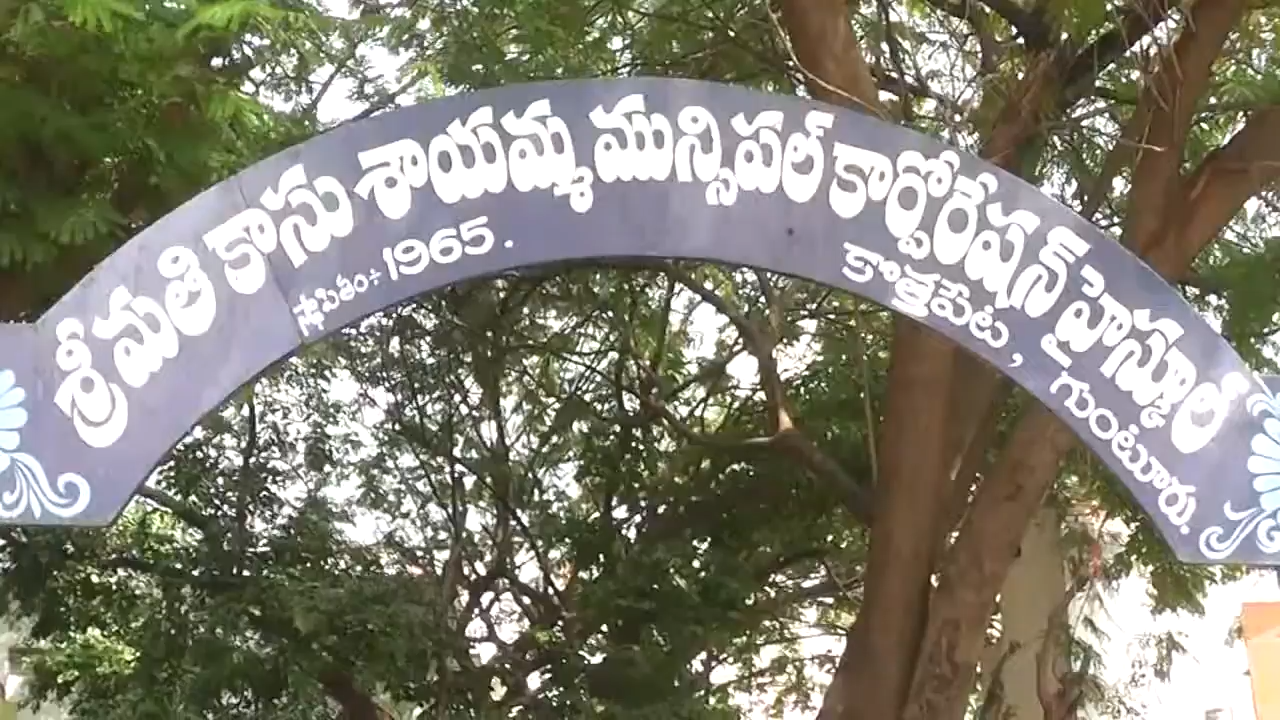 శ్రీమతి కాసు శాయమ్మ మున్సిపల్ కార్పోరేషన్ హైస్కూల్
స్థాపితం:- 1965.
కొత్తపేట, గుంటూరు.